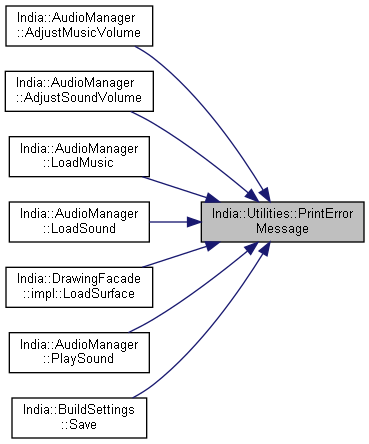 India::AudioManager
::AdjustMusicVolume
India::AudioManager
::AdjustSoundVolume
India::AudioManager
::LoadMusic
India::AudioManager
::LoadSound
India::DrawingFacade
::impl::LoadSurface
India::AudioManager
::PlaySound
India::BuildSettings
::Save
India::Utilities::PrintError
Message